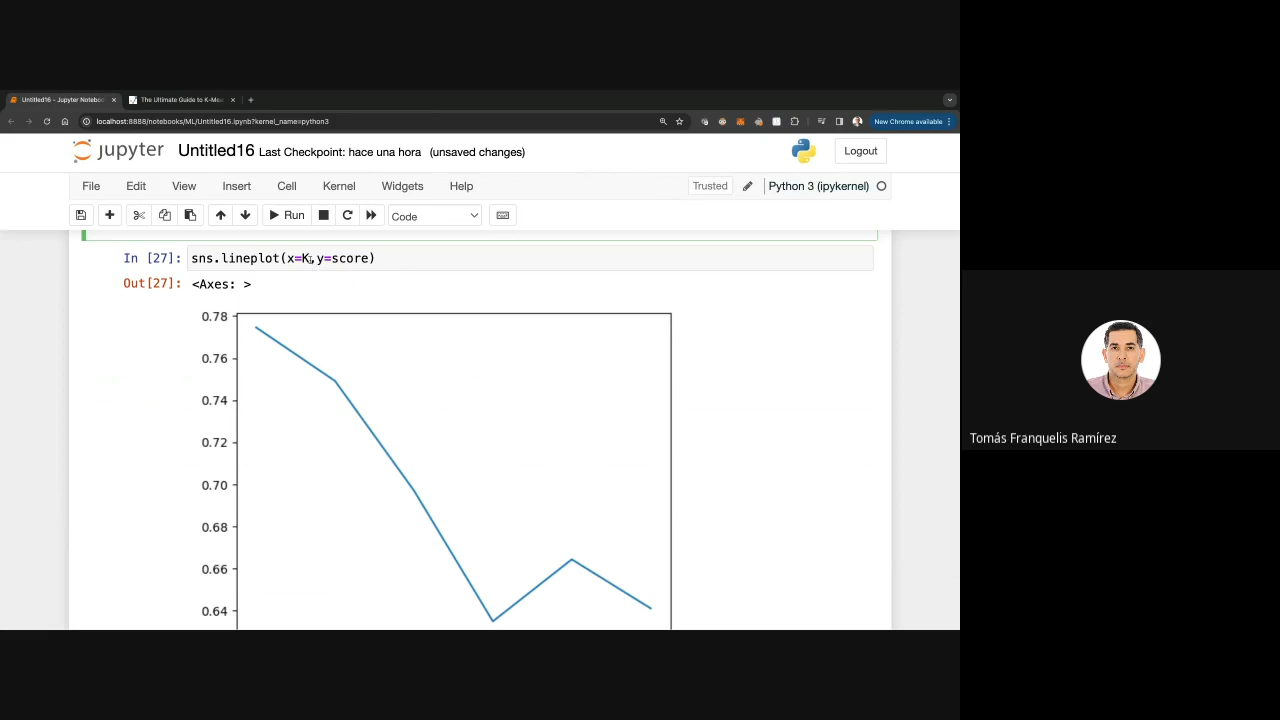 Untitled16 - Jupyter Noteboo
The Ultimate Guide to K-Mea
localhost:8888/notebooks/ML/Untitled16.ipynb?kernel_name=python3
New Chrome available
jupyter Untitled16 Last Checkpoint: hace una hora (unsaved changes)
Logout
File Edit View Insert Cell Kernel Widgets Help
Trusted
Python 3 (ipykernel)
Run
Code
In [27]: sns.lineplot(x=K,y=score)
Out[27]: <Axes: >
0.78
0.76
0.74
0.72
0.70
0.68
0.66
0.64
Tomás Franquelis Ramírez